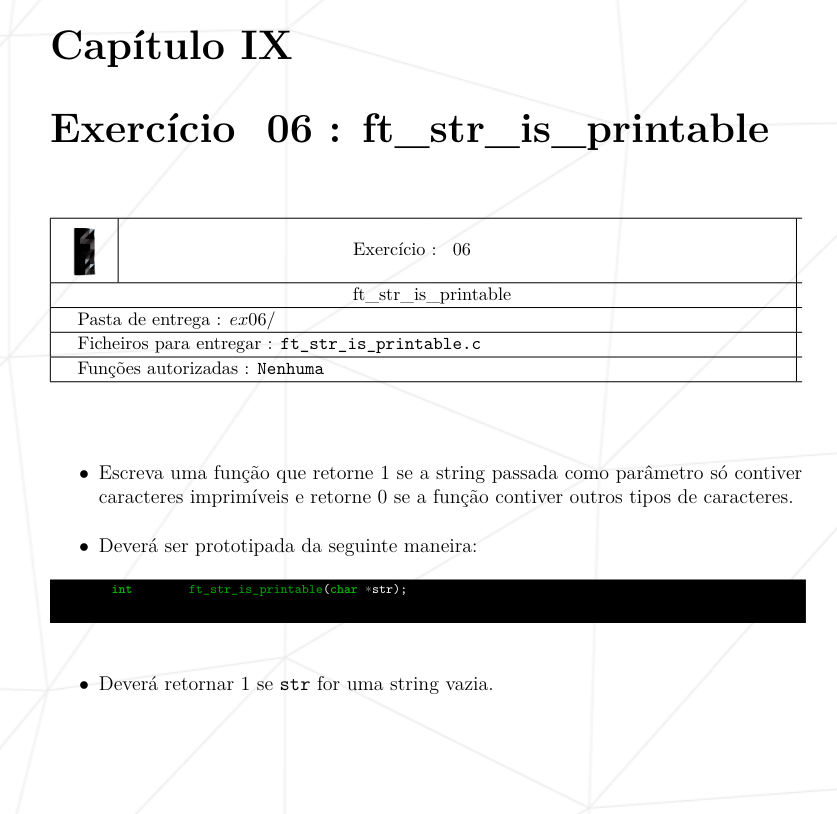 Capítulo IX
Exercício 06 : ft_str_is_printable
Exercício : 06
ft_str_is_printable
Pasta de entrega : ex06/
Ficheiros para entregar : ft_str_is_printable.c
Funções autorizadas : Nenhuma
• Escreva uma função que retorne 1 se a string passada como parâmetro só contiver
caracteres imprimíveis e retorne 0 se a função contiver outros tipos de caracteres.
• Deverá ser prototipada da seguinte maneira:
int ft_str_is_printable(char *str);
• Deverá retornar 1 se str for uma string vazia.